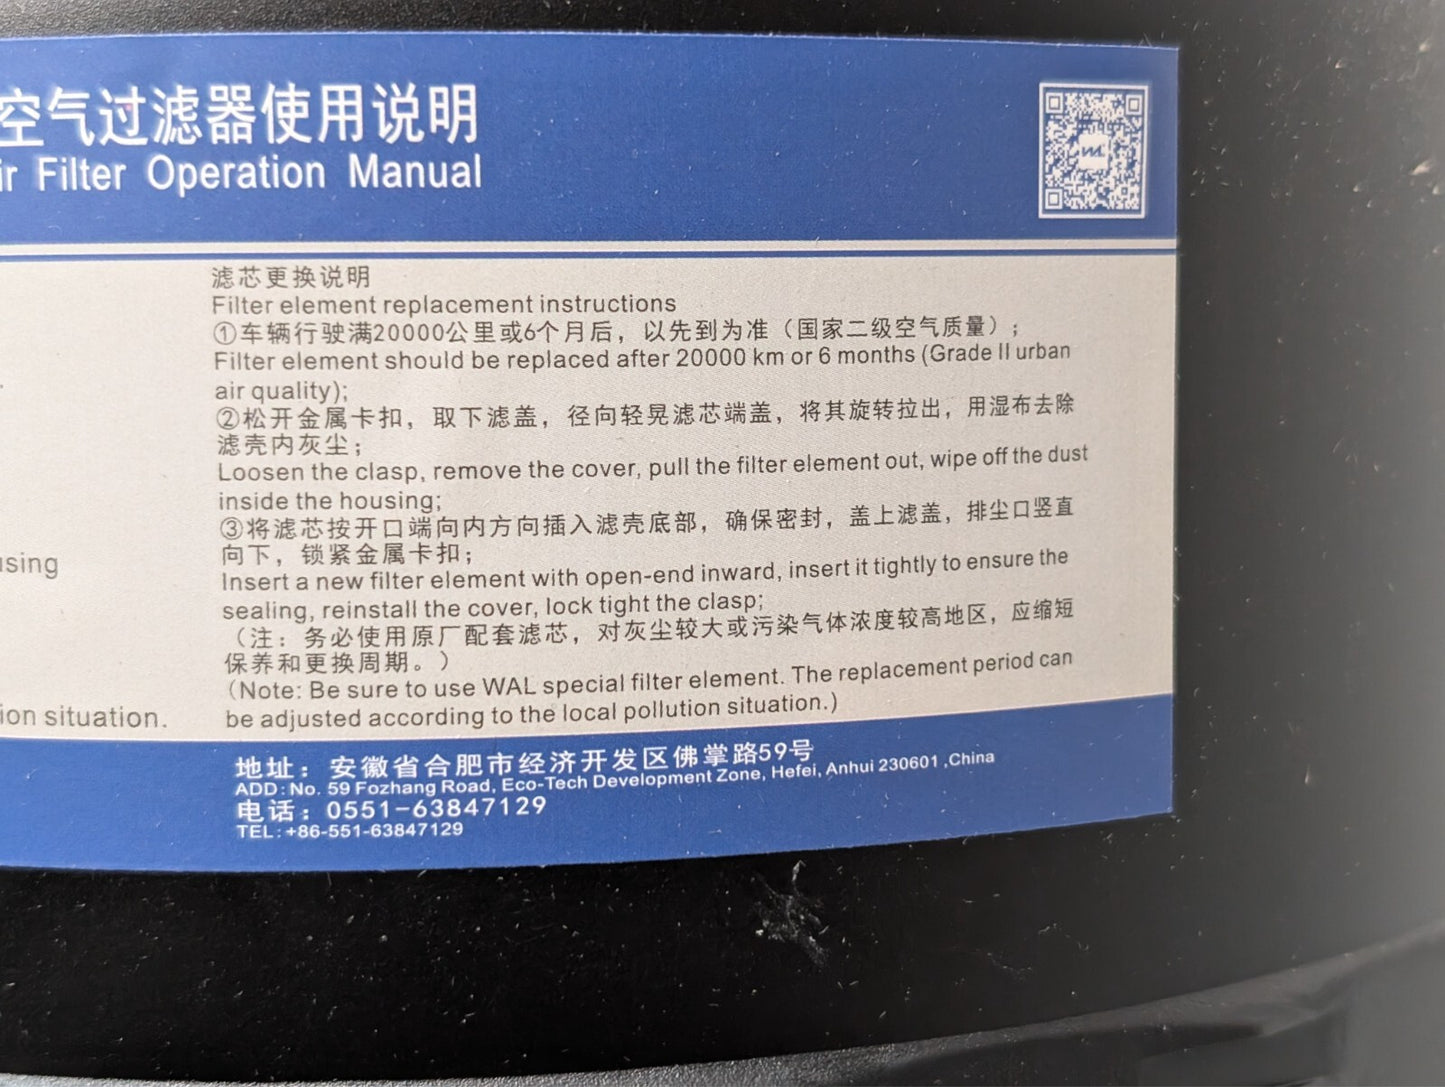 空气过滤器使用说明
ir Filter Operation Manual
滤芯更换说明
Filter element replacement instructions
①车辆行驶满20000公里或6个月后，以先到为准（国家二级空气质量）；
Filter element should be replaced after 20000 km or 6 months (Grade II urban
air quality);
②松开金属卡扣，取下滤盖，径向轻晃滤芯端盖，将其旋转拉出，用湿布去除
滤壳内灰尘；
Loosen the clasp, remove the cover, pull the filter element out, wipe off the dust
inside the housing;
③将滤芯按开口端向内方向插入滤壳底部，确保密封，盖上滤盖，排尘口竖直
向下，锁紧金属卡扣；
Insert a new filter element with open-end inward, insert it tightly to ensure the
sealing, reinstall the cover, lock tight the clasp;
（注：务必使用原厂配套滤芯，对灰尘较大或污染气体浓度较高地区，应缩短
保养和更换周期。）
(Note: Be sure to use WAL special filter element. The replacement period can
be adjusted according to the local pollution situation.)
using
ion situation.
地址：安徽省合肥市经济开发区佛掌路59号
ADD:No. 59 Fozhang Road, Eco-Tech Development Zone, Hefei, Anhui 230601 ,China
电话：0551-63847129
TEL:+86-551-63847129